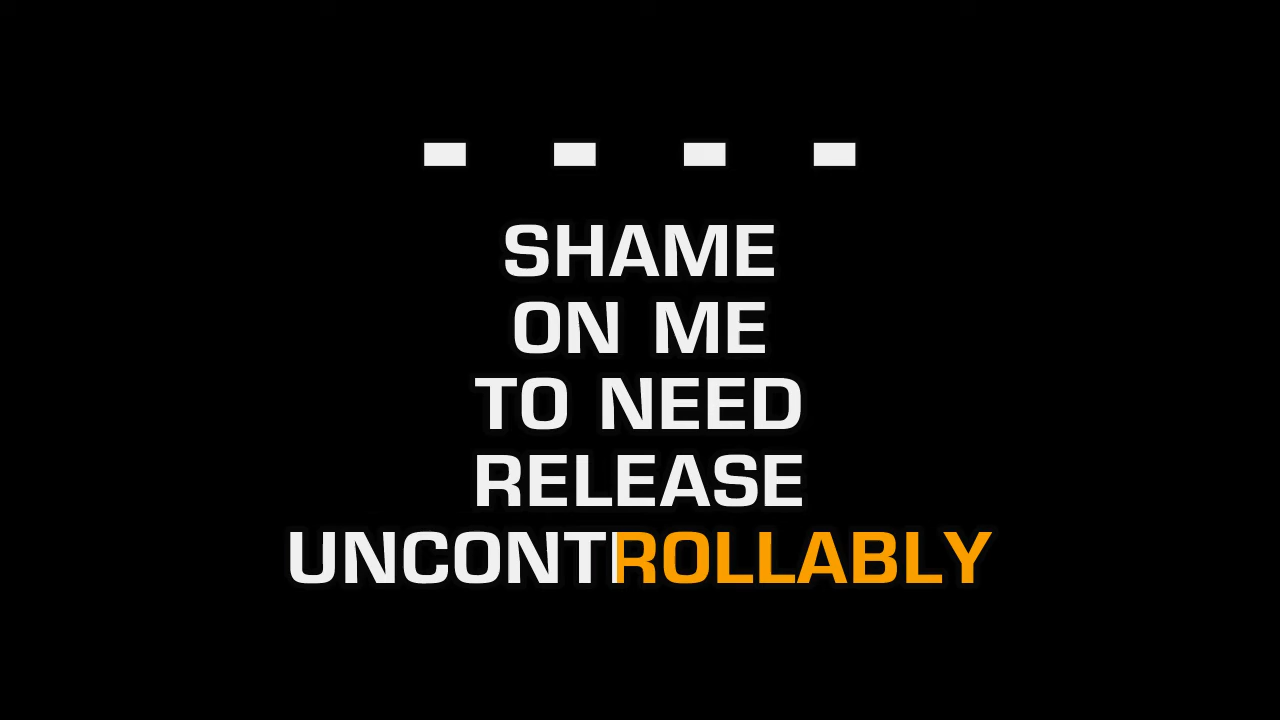 - - - -
SHAME
ON ME
TO NEED
RELEASE
UNCONTROLLABLY